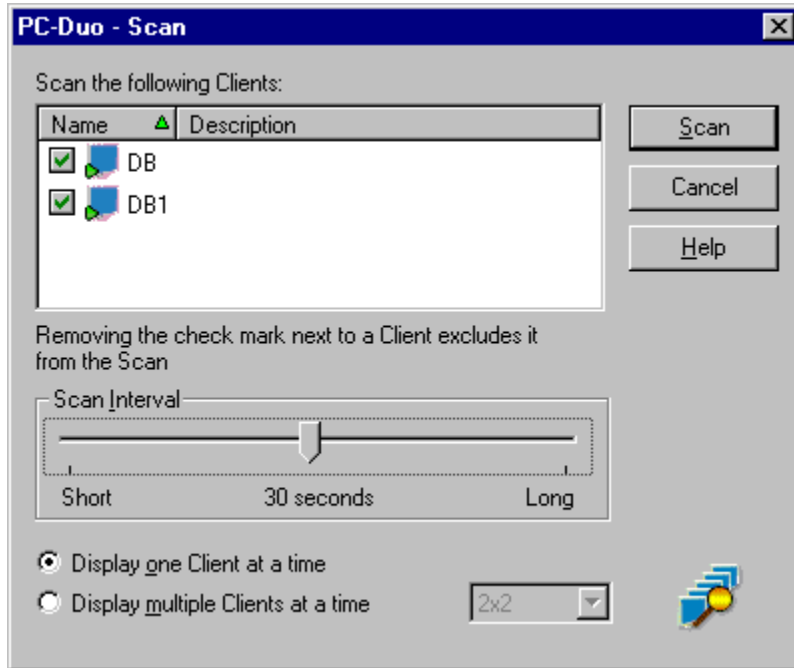 PC-Duo - Scan
Scan the following Clients:
Name Description
DB
DB1
Scan
Cancel
Help
Removing the check mark next to a Client excludes it
from the Scan
Scan Interval
Short 30 seconds Long
Display one Client at a time
Display multiple Clients at a time 2x2